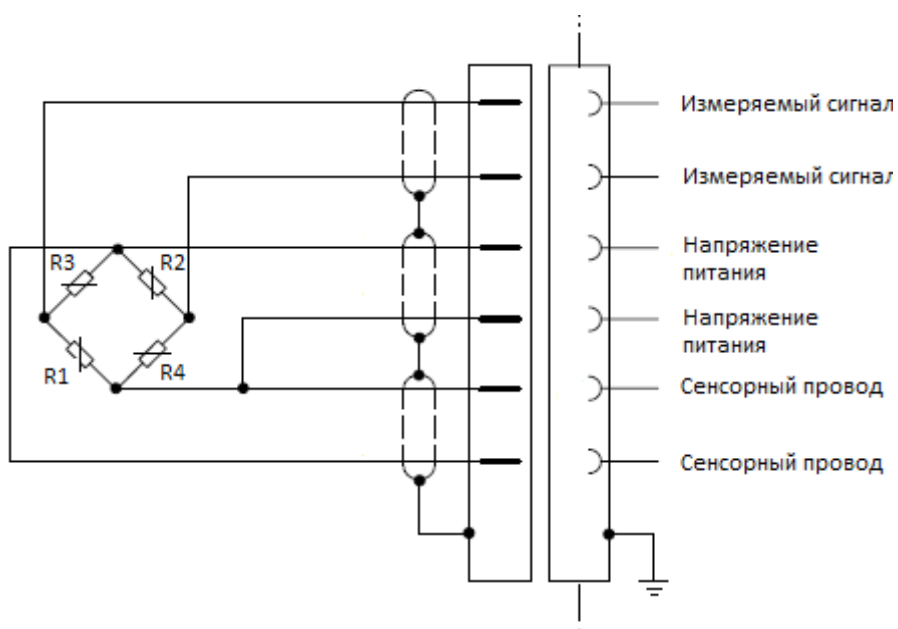 Измеряемый сигнал
Измеряемый сигнал
R3
R2
Напряжение
питания
R1
R4
Напряжение
питания
Сенсорный провод
Сенсорный провод